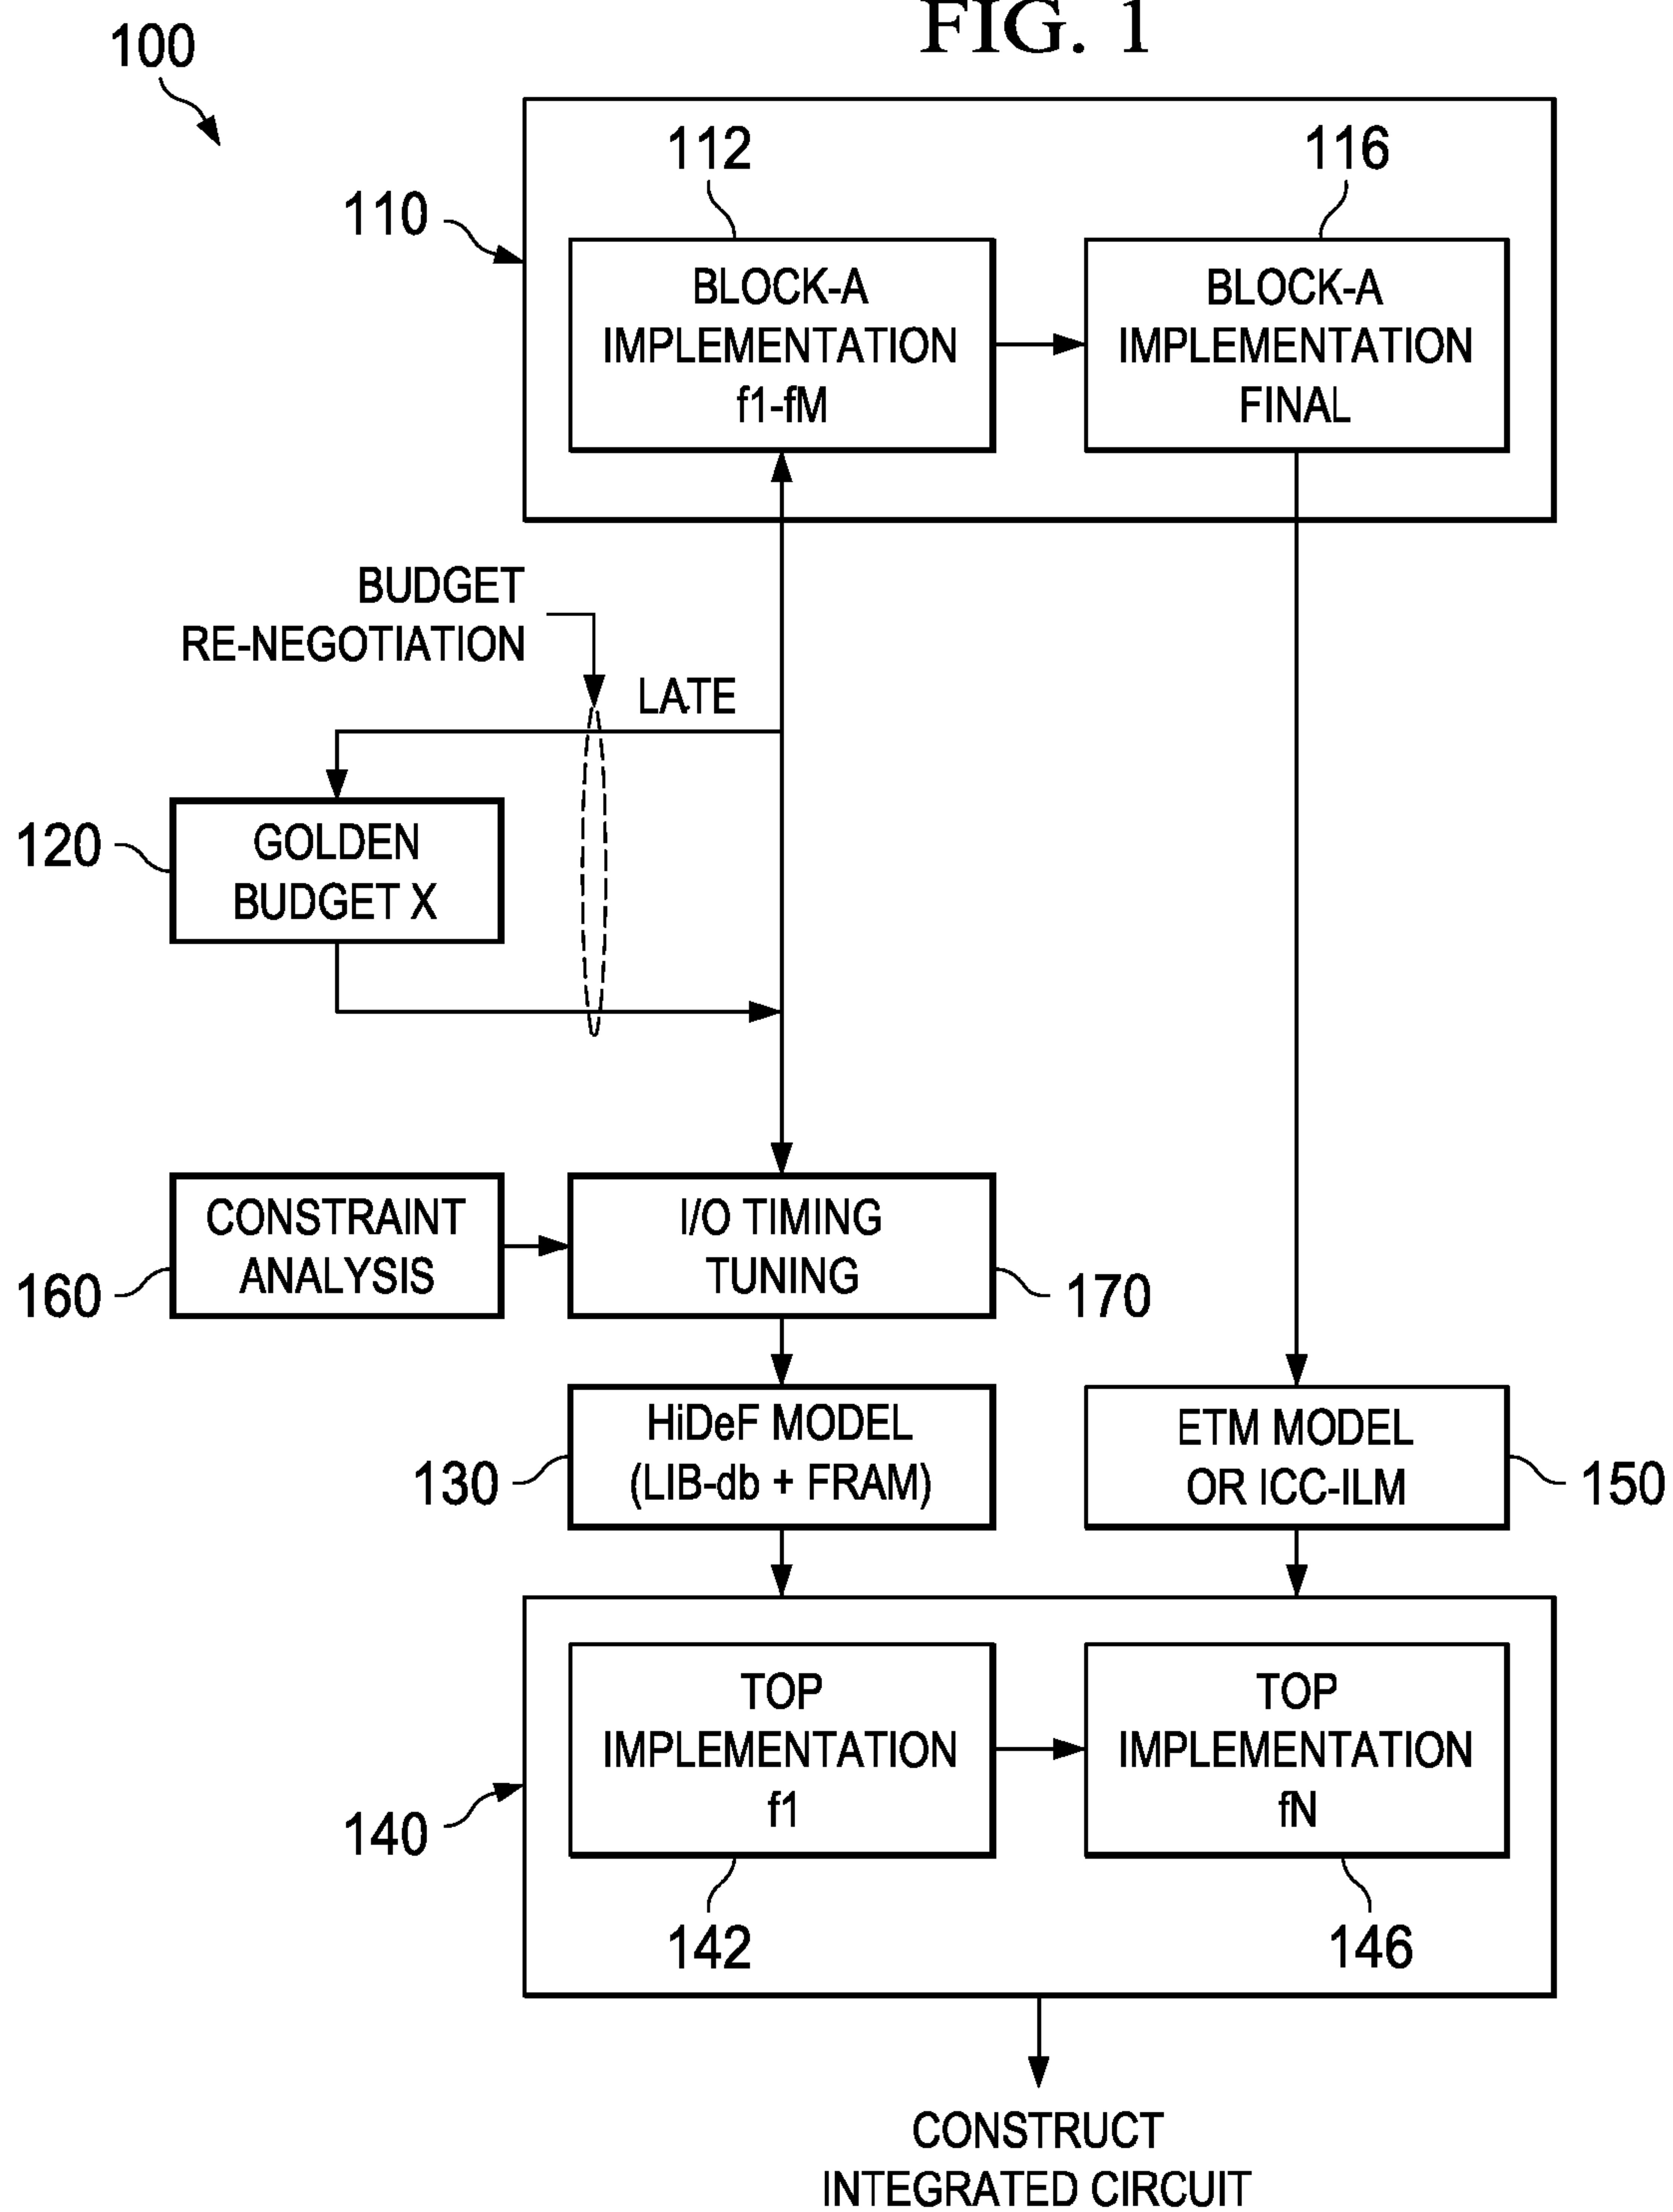 FIG. 1
100
112
116
110
BLOCK-A
IMPLEMENTATION
f1-fM
BLOCK-A
IMPLEMENTATION
FINAL
BUDGET
RE-NEGOTIATION
LATE
120
GOLDEN
BUDGET X
CONSTRAINT
ANALYSIS
160
I/O TIMING
TUNING
170
HiDeF MODEL
(LIB-db + FRAM)
130
ETM MODEL
OR ICC-ILM
150
TOP
IMPLEMENTATION
f1
TOP
IMPLEMENTATION
fN
140
142
146
CONSTRUCT
INTEGRATED CIRCUIT